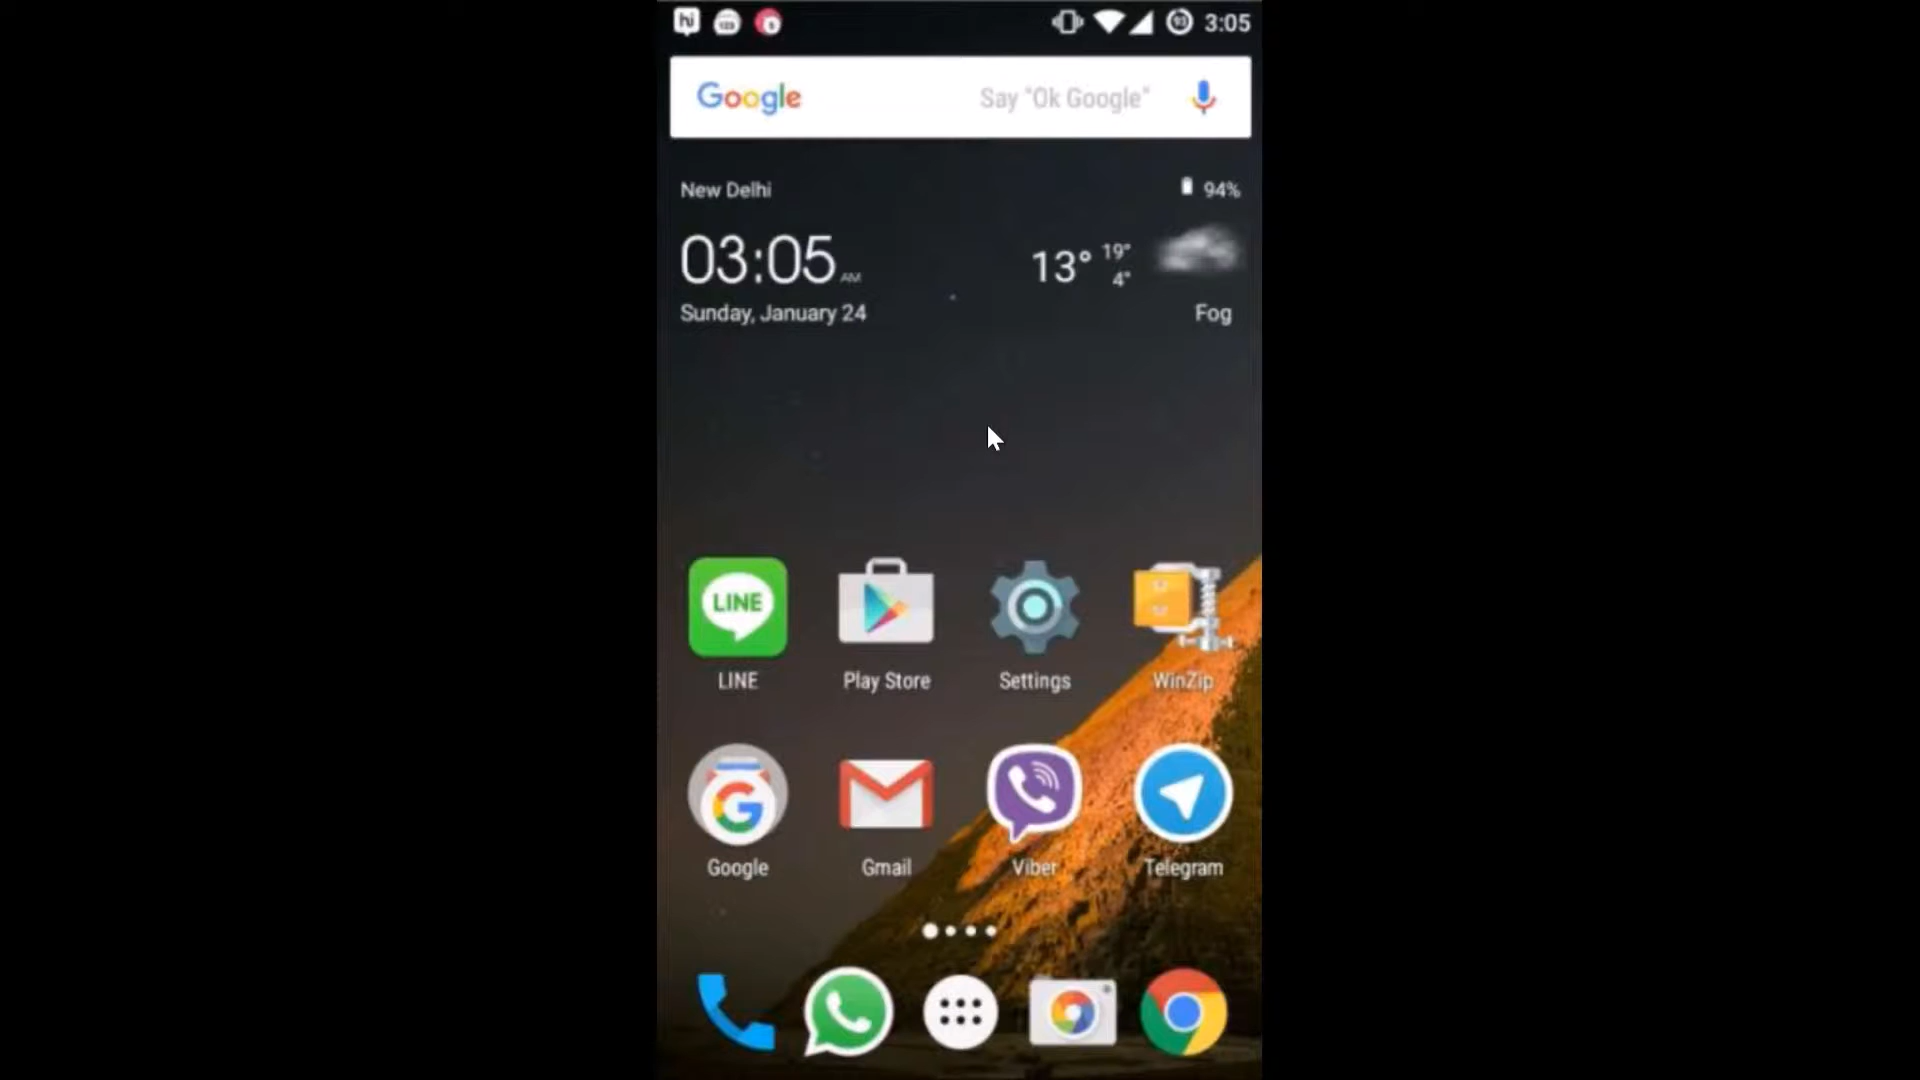 hi 3:05
Google Say "Ok Google"
New Delhi 94%
03:05 AM 13° 19° 4°
Sunday, January 24 Fog
LINE
LINE Play Store Settings WinZip
G
Google Gmail Viber Telegram